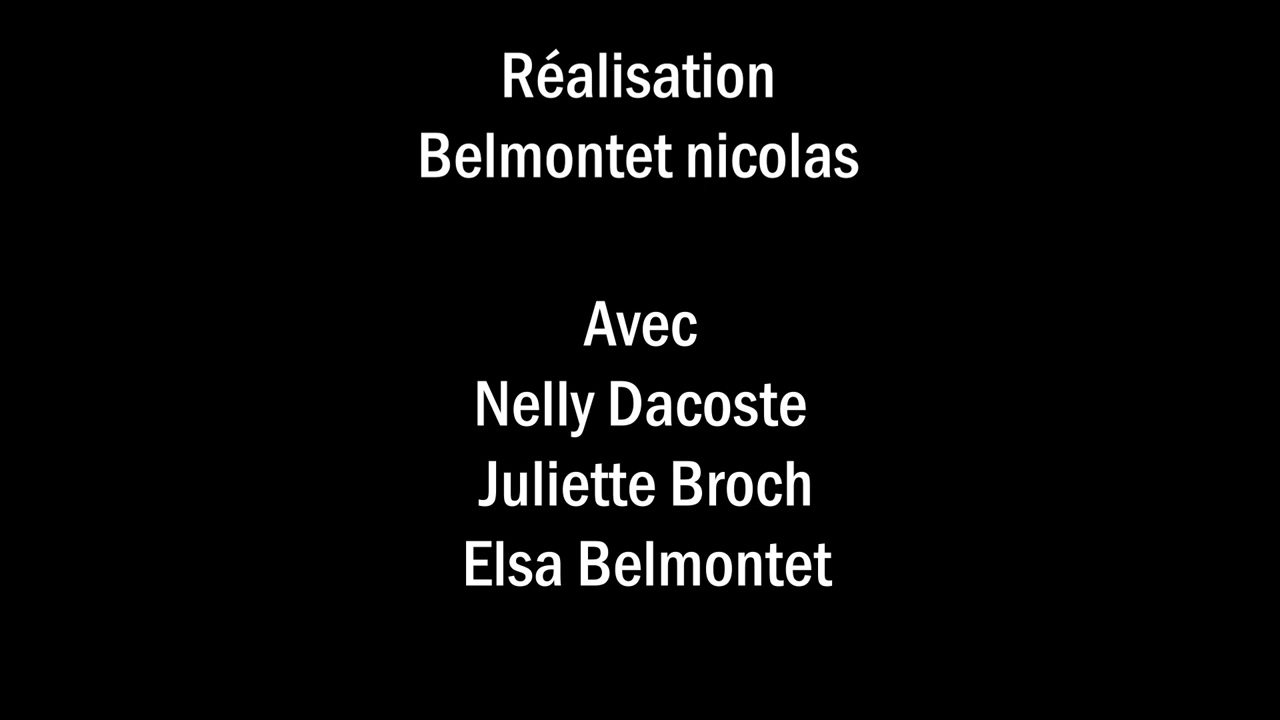 Réalisation
Belmontet nicolas
Avec
Nelly Dacoste
Juliette Broch
Elsa Belmontet